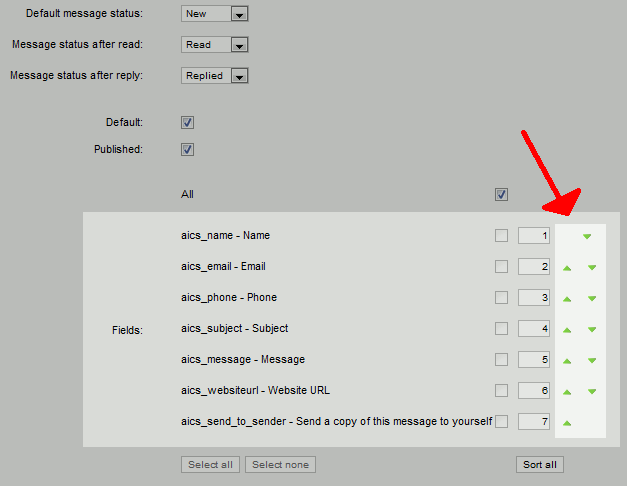 Default message status: New
Message status after read: Read
Message status after reply: Replied
Default:
Published:
All
aics_name - Name 1
aics_email - Email 2
aics_phone - Phone 3
Fields: aics_subject - Subject 4
aics_message - Message 5
aics_websiteurl - Website URL 6
aics_send_to_sender - Send a copy of this message to yourself 7
Select all Select none Sort all